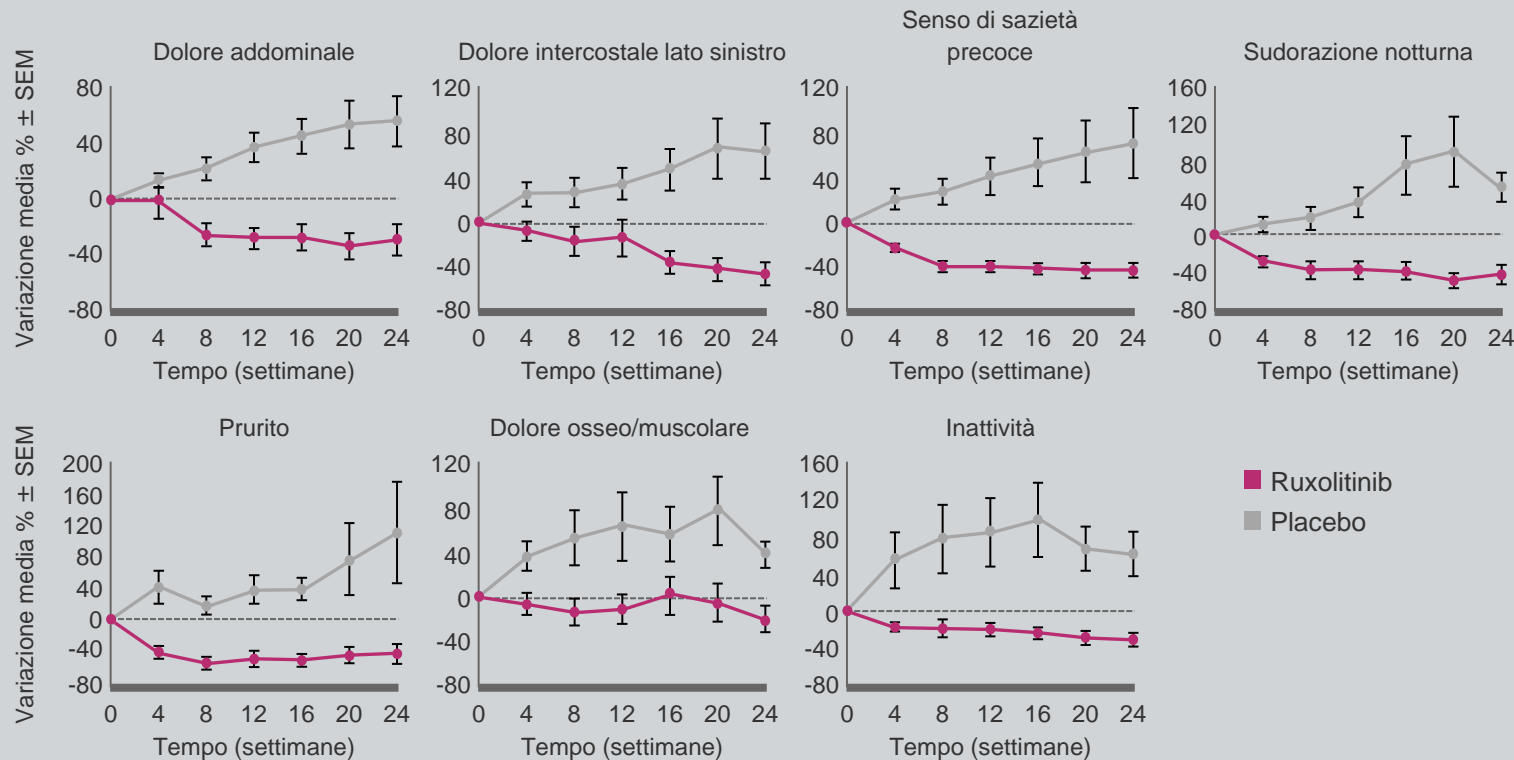 Variazione media % ± SEM
Dolore addominale
80
40
0
-40
-80
0 4 8 12 16 20 24
Tempo (settimane)
Dolore intercostale lato sinistro
120
80
40
0
-40
-80
0 4 8 12 16 20 24
Tempo (settimane)
Senso di sazietà
precoce
120
80
40
0
-40
-80
0 4 8 12 16 20 24
Tempo (settimane)
Sudorazione notturna
160
120
80
40
0
-40
-80
0 4 8 12 16 20 24
Tempo (settimane)
Variazione media % ± SEM
Prurito
200
160
120
80
40
0
-40
-80
0 4 8 12 16 20 24
Tempo (settimane)
Dolore osseo/muscolare
120
80
40
0
-40
-80
0 4 8 12 16 20 24
Tempo (settimane)
Inattività
160
120
80
40
0
-40
-80
0 4 8 12 16 20 24
Tempo (settimane)
Ruxolitinib
Placebo